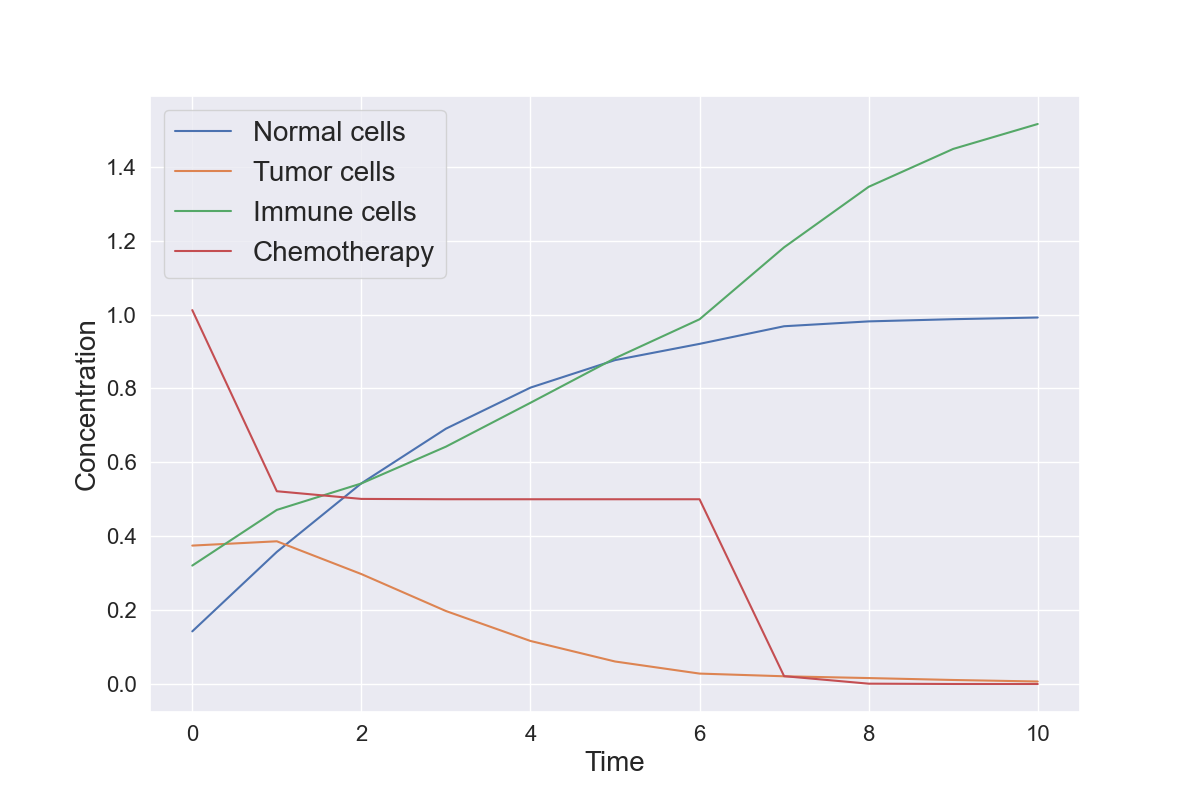 Normal cells
Tumor cells
Immune cells
Chemotherapy
1.4
1.2
1.0
0.8
0.6
0.4
0.2
0.0
Concentration
0 2 4 6 8 10
Time